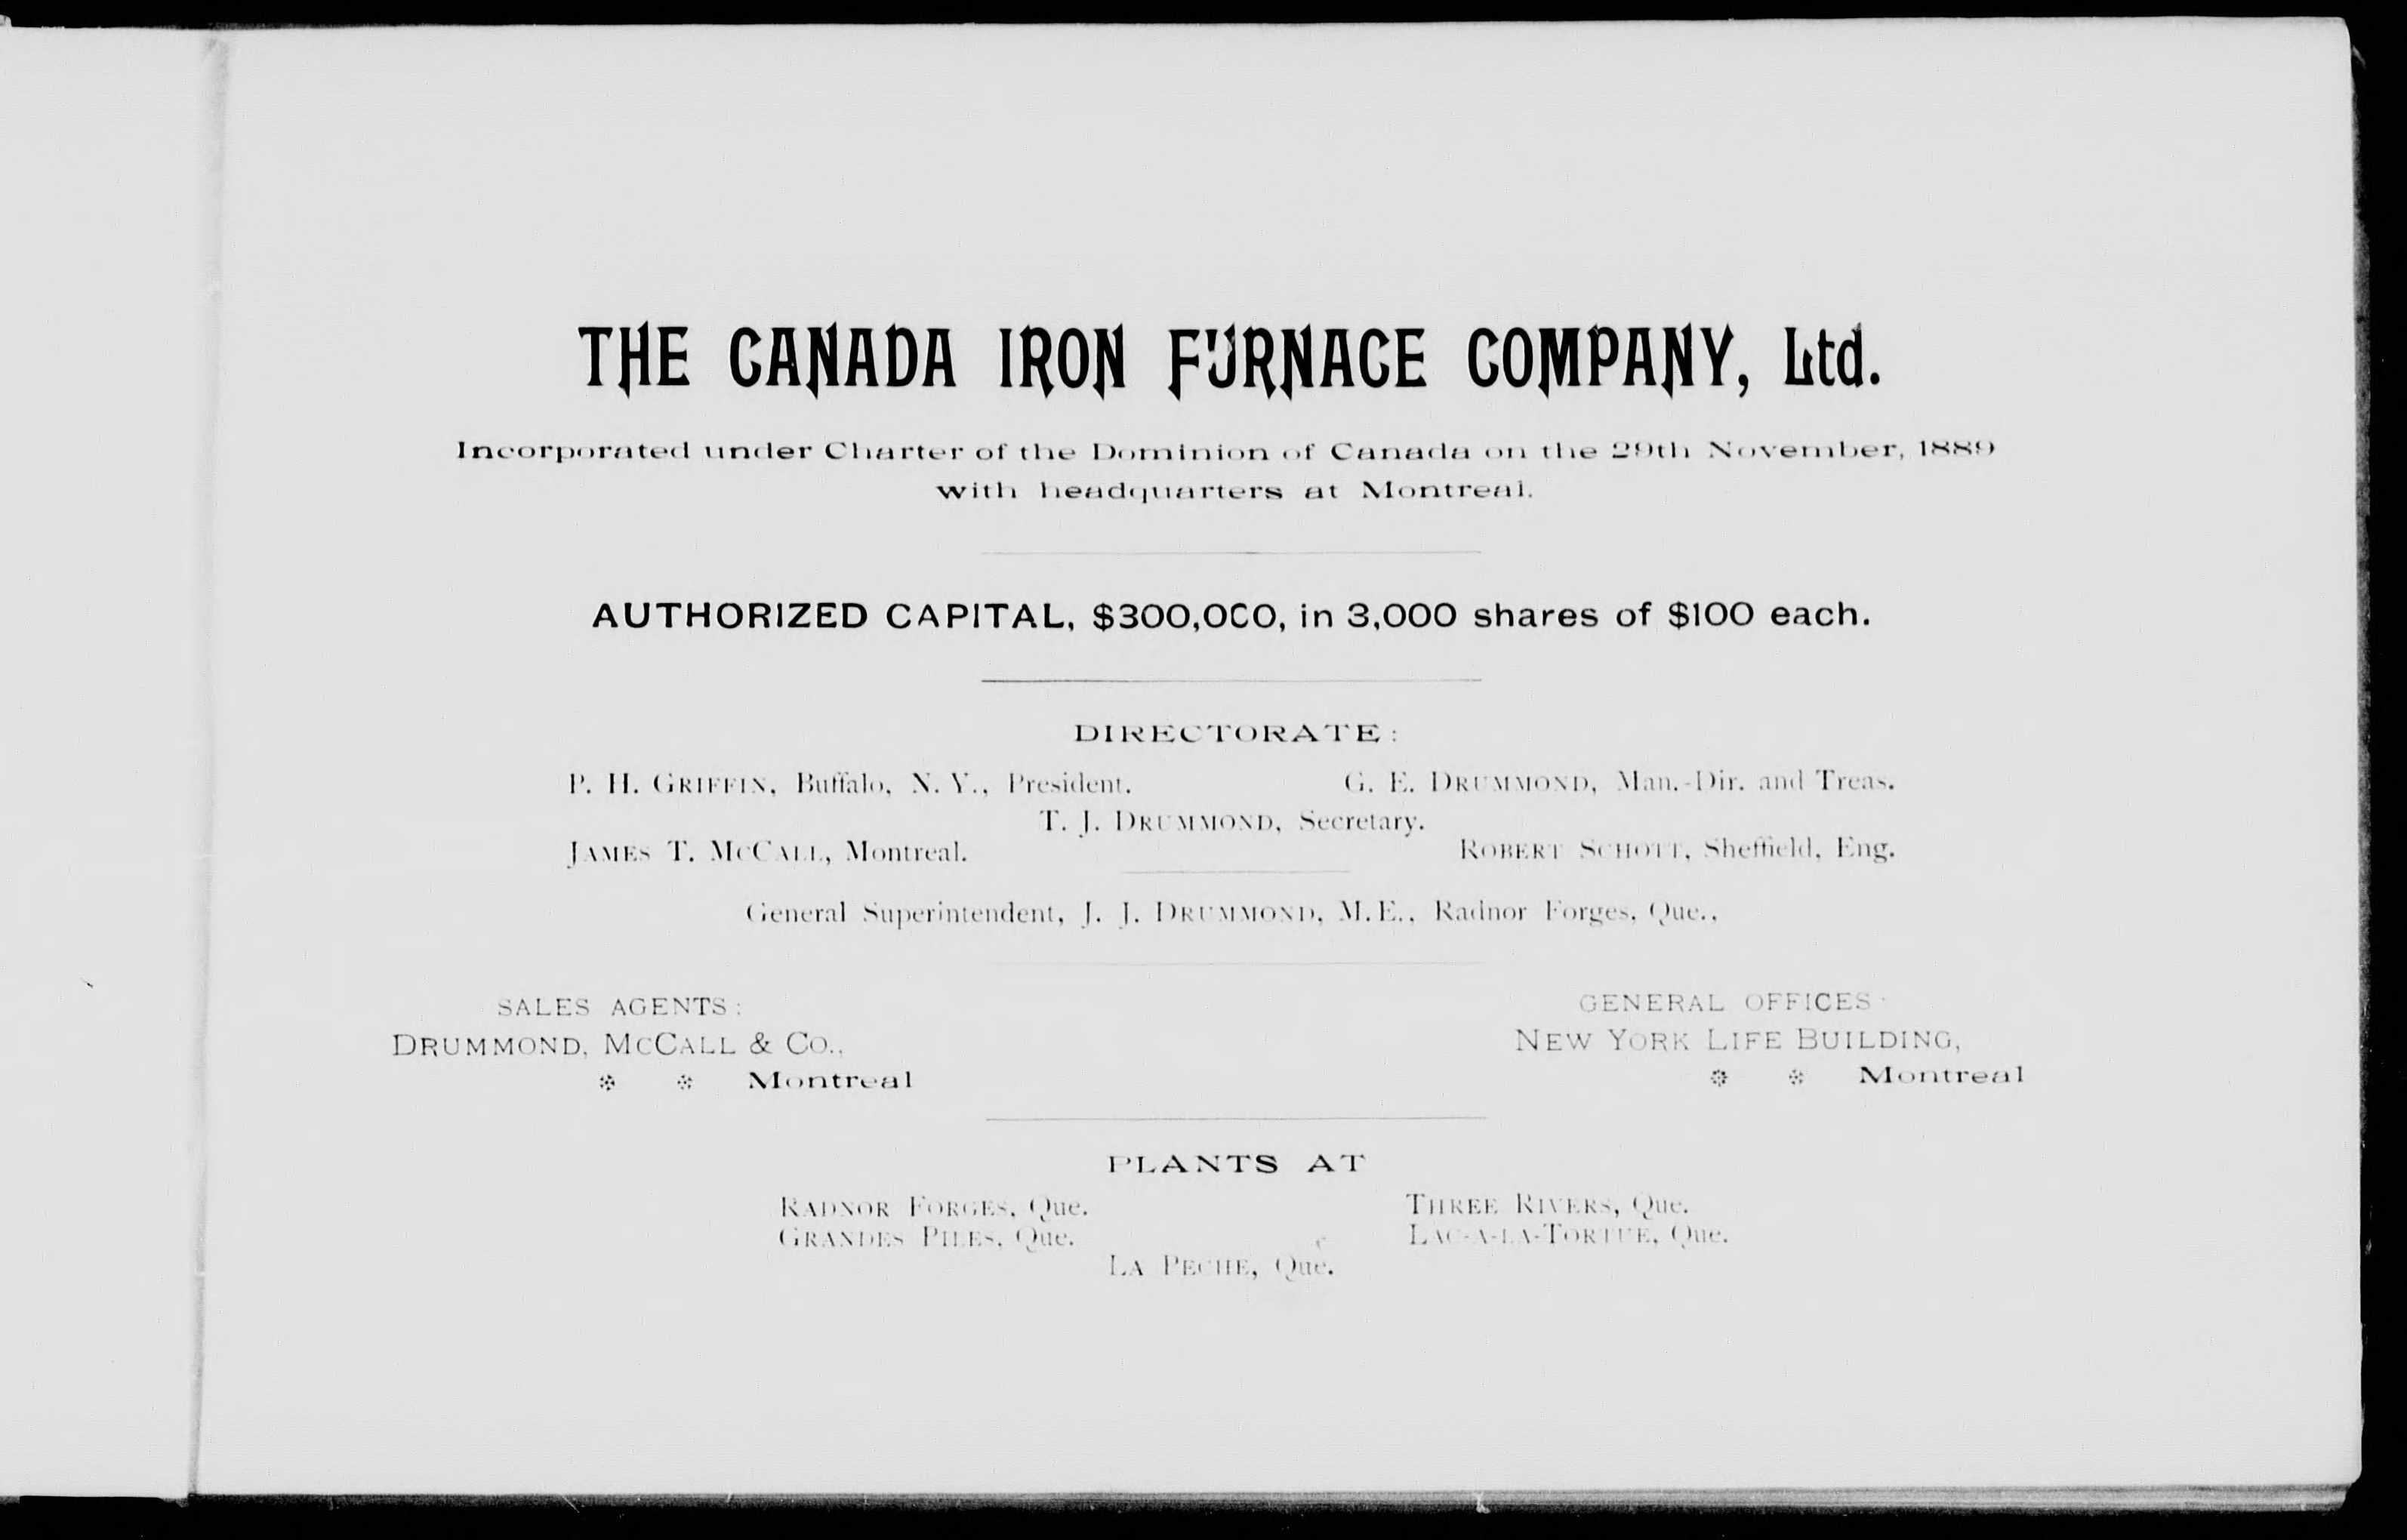 THE CANADA IRON FURNACE COMPANY, Ltd.
Incorporated under Charter of the Dominion of Canada on the 29th November, 1889
with headquarters at Montreal.
AUTHORIZED CAPITAL, $300,000, in 3,000 shares of $100 each.
DIRECTORATE:
P. H. GRIFFIN, Buffalo, N. Y., President. G. E. DRUMMOND, Man.-Dir. and Treas.
T. J. DRUMMOND, Secretary.
JAMES T. MCCALL, Montreal. ROBERT SCHOTT, Sheffield, Eng.
General Superintendent, J. J. DRUMMOND, M.E., Radnor Forges, Que.,
SALES AGENTS:
DRUMMOND, MCCALL & CO.,
Montreal
GENERAL OFFICES:
NEW YORK LIFE BUILDING,
Montreal
PLANTS AT
RADNOR FORGES, Que. THREE RIVERS, Que.
GRANDES PILES, Que. LAC-A-LA-TORTUE, Que.
LA PECHE, Que.